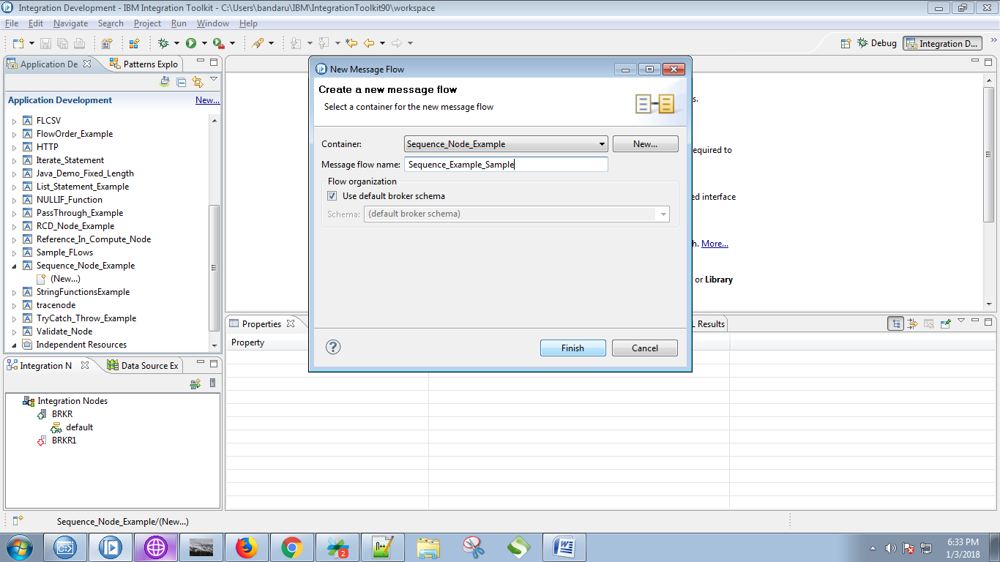 Integration Development - IBM Integration Toolkit - C:\Users\bandaru\IBM\IntegrationToolkit90\workspace
File Edit Navigate Search Project Run Window Help
Debug
Integration D...
Application De
Patterns Explo
Application Development New...
FLCSV
FlowOrder_Example
HTTP
Iterate_Statement
Java_Demo_Fixed_Length
List_Statement_Example
NULLIF_Function
PassThrough_Example
RCD_Node_Example
Reference_In_Compute_Node
Sample_FLows
Sequence_Node_Example
(New...)
StringFunctionsExample
tracenode
TryCatch_Throw_Example
Validate_Node
Independent Resources
New Message Flow
Create a new message flow
Select a container for the new message flow
Container: Sequence_Node_Example New...
Message flow name: Sequence_Example_Sample
Flow organization
Use default broker schema
Schema: (default broker schema)
Finish Cancel
s.
equired to
ed interface
h. More...
or Library
Properties
L Results
Property
Integration N
Data Source Ex
Integration Nodes
BRKR
default
BRKR1
Sequence_Node_Example/(New...)
2
6:33 PM
1/3/2018